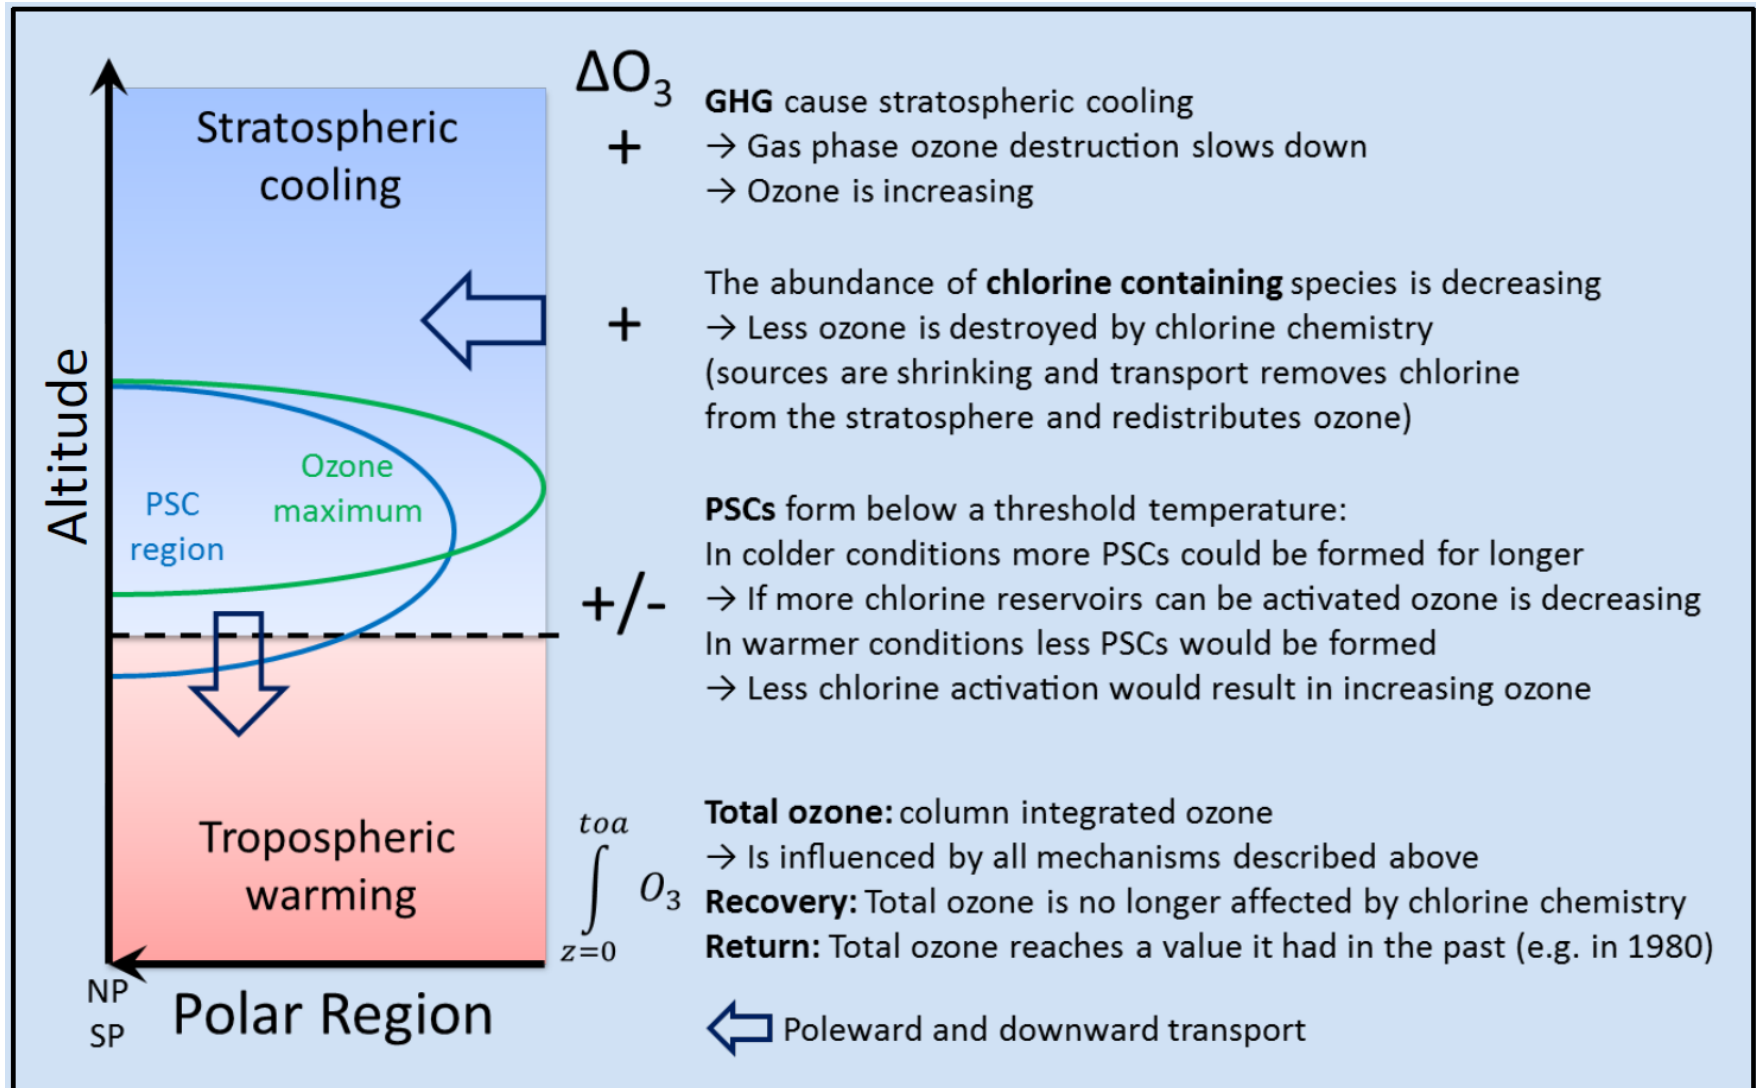 Stratospheric
cooling
Altitude
Ozone
maximum
PSC
region
Tropospheric
warming
NP
SP
Polar Region
ΔO₃
+
GHG cause stratospheric cooling
→ Gas phase ozone destruction slows down
→ Ozone is increasing
+
The abundance of chlorine containing species is decreasing
→ Less ozone is destroyed by chlorine chemistry
(sources are shrinking and transport removes chlorine
from the stratosphere and redistributes ozone)
+/-
PSCs form below a threshold temperature:
In colder conditions more PSCs could be formed for longer
→ If more chlorine reservoirs can be activated ozone is decreasing
In warmer conditions less PSCs would be formed
→ Less chlorine activation would result in increasing ozone
toa
∫ O₃
z=0
Total ozone: column integrated ozone
→ Is influenced by all mechanisms described above
Recovery: Total ozone is no longer affected by chlorine chemistry
Return: Total ozone reaches a value it had in the past (e.g. in 1980)
Poleward and downward transport